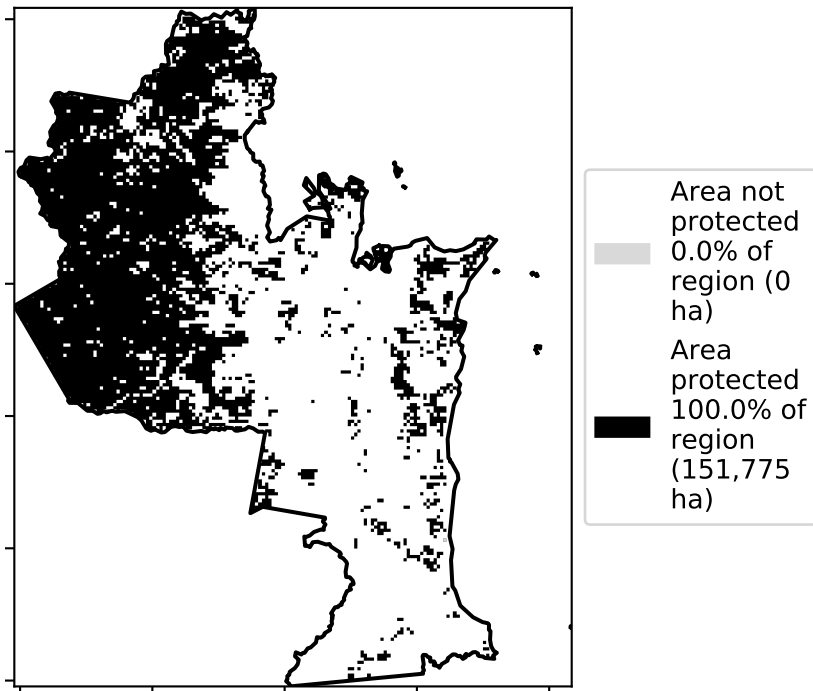 Area not
protected
0.0% of
region (0
ha)
Area
protected
100.0% of
region
(151,775
ha)